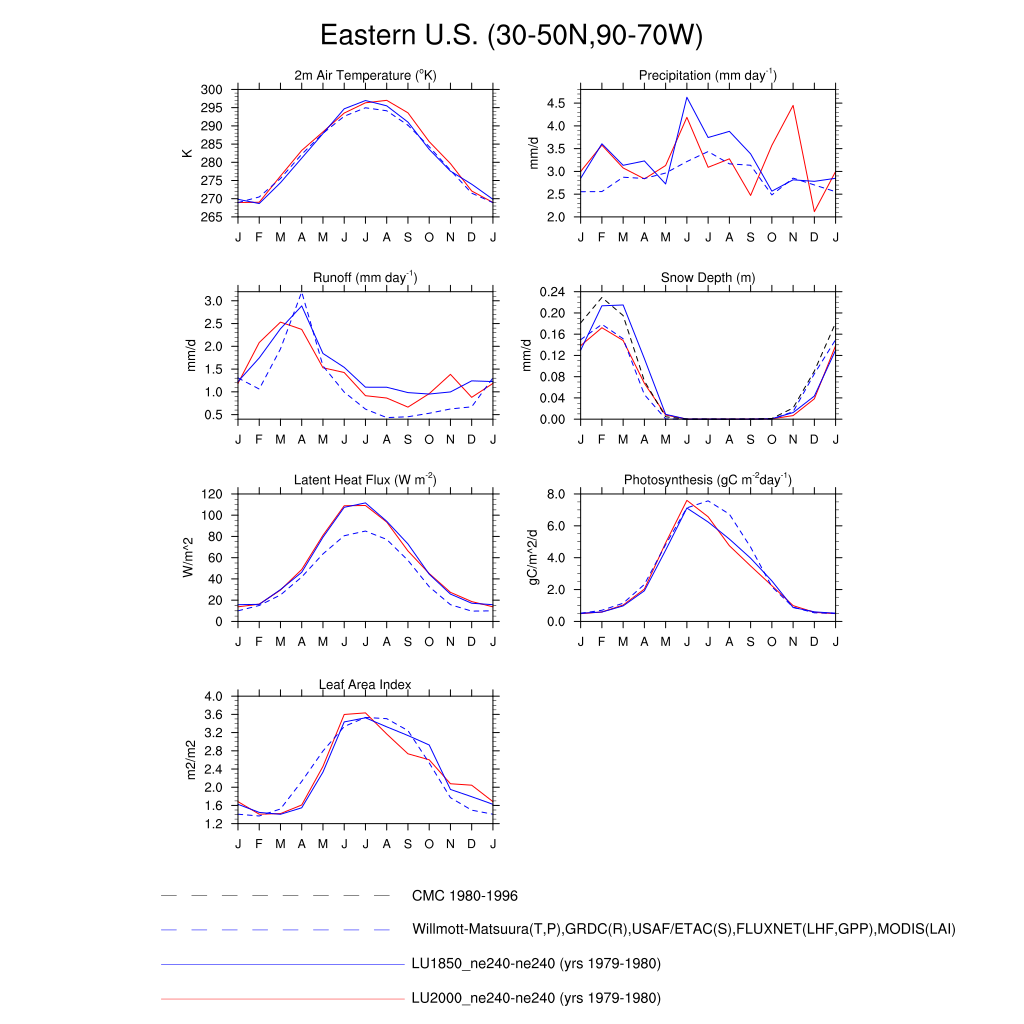 Eastern U.S. (30-50N,90-70W)
2m Air Temperature (°K)
300
295
290
285
280
275
270
265
K
J F M A M J J A S O N D J
Precipitation (mm day-1)
4.5
4.0
3.5
3.0
2.5
2.0
mm/d
J F M A M J J A S O N D J
Runoff (mm day-1)
3.0
2.5
2.0
1.5
1.0
0.5
mm/d
J F M A M J J A S O N D J
Snow Depth (m)
0.24
0.20
0.16
0.12
0.08
0.04
0.00
mm/d
J F M A M J J A S O N D J
Latent Heat Flux (W m-2)
120
100
80
60
40
20
0
W/m^2
J F M A M J J A S O N D J
Photosynthesis (gC m-2day-1)
8.0
6.0
4.0
2.0
0.0
gC/m^2/d
J F M A M J J A S O N D J
Leaf Area Index
4.0
3.6
3.2
2.8
2.4
2.0
1.6
1.2
m2/m2
J F M A M J J A S O N D J
CMC 1980-1996
Willmott-Matsuura(T,P),GRDC(R),USAF/ETAC(S),FLUXNET(LHF,GPP),MODIS(LAI)
LU1850_ne240-ne240 (yrs 1979-1980)
LU2000_ne240-ne240 (yrs 1979-1980)